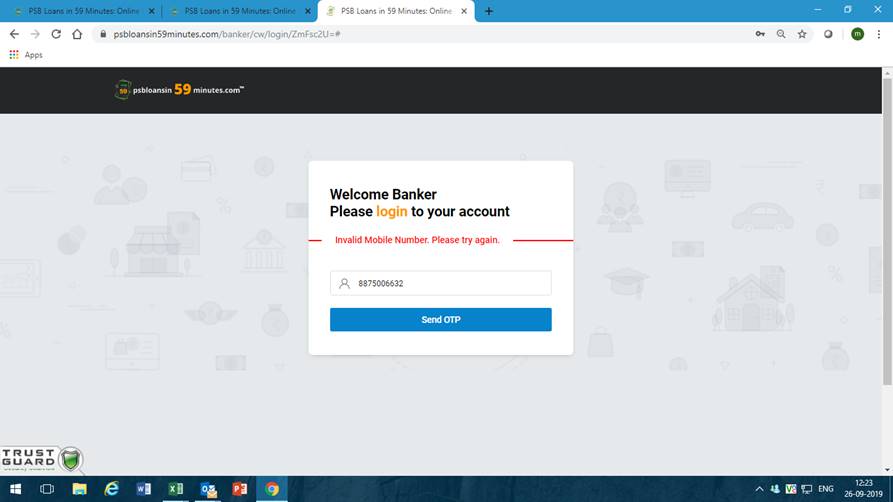 PSB Loans in 59 Minutes: Online
PSB Loans in 59 Minutes: Online
PSB Loans in 59 Minutes: Online
psbloansin59minutes.com/banker/cw/login/ZmFsc2U=#
m
Apps
psbloansin 59 minutes.com™
Welcome Banker
Please login to your account
Invalid Mobile Number. Please try again.
8875006632
Send OTP
TRUST
GUARD
ENG
12:23
26-09-2019